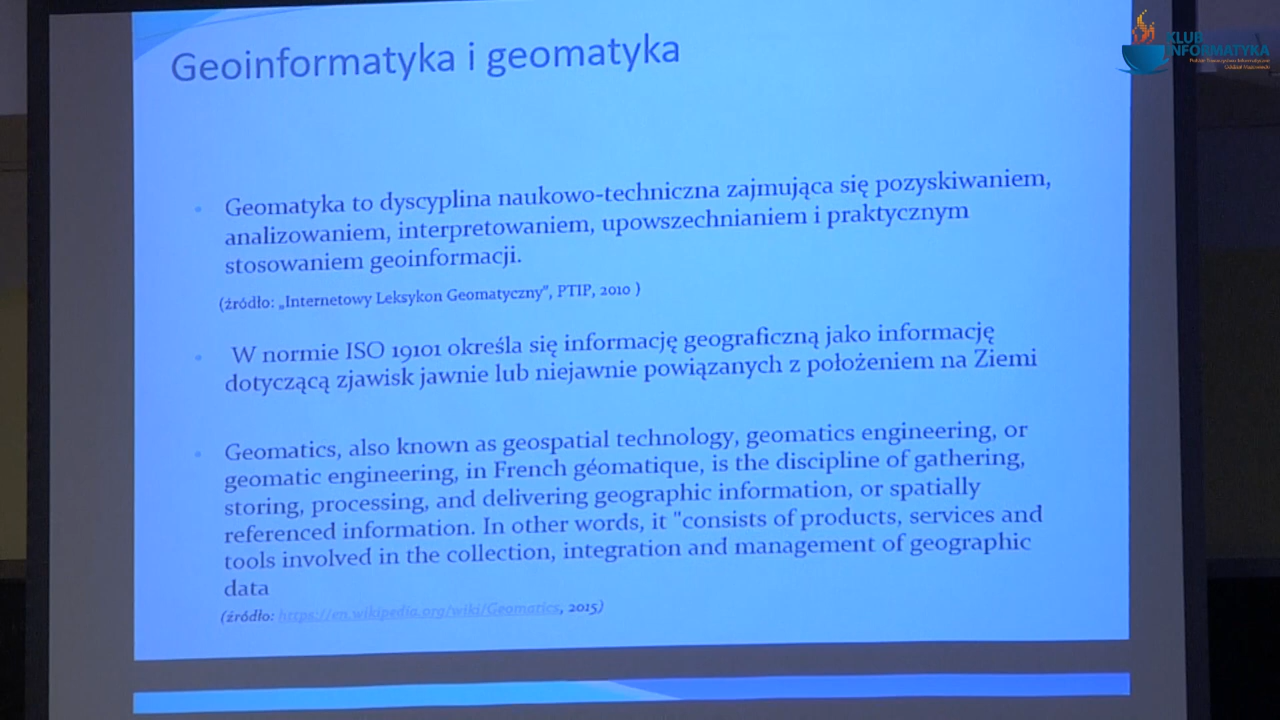 Geoinformatyka i geomatyka
KLUB
INFORMATYKA
Polskie Towarzystwo Informatyczne
Oddział Mazowiecki
Geomatyka to dyscyplina naukowo-techniczna zajmująca się pozyskiwaniem,
analizowaniem, interpretowaniem, upowszechnianiem i praktycznym
stosowaniem geoinformacji.
(źródło: „Internetowy Leksykon Geomatyczny”, PTIP, 2010 )
W normie ISO 19101 określa się informację geograficzną jako informację
dotyczącą zjawisk jawnie lub niejawnie powiązanych z położeniem na Ziemi
Geomatics, also known as geospatial technology, geomatics engineering, or
geomatic engineering, in French géomatique, is the discipline of gathering,
storing, processing, and delivering geographic information, or spatially
referenced information. In other words, it "consists of products, services and
tools involved in the collection, integration and management of geographic
data
(źródło: https://en.wikipedia.org/wiki/Geomatics, 2015)